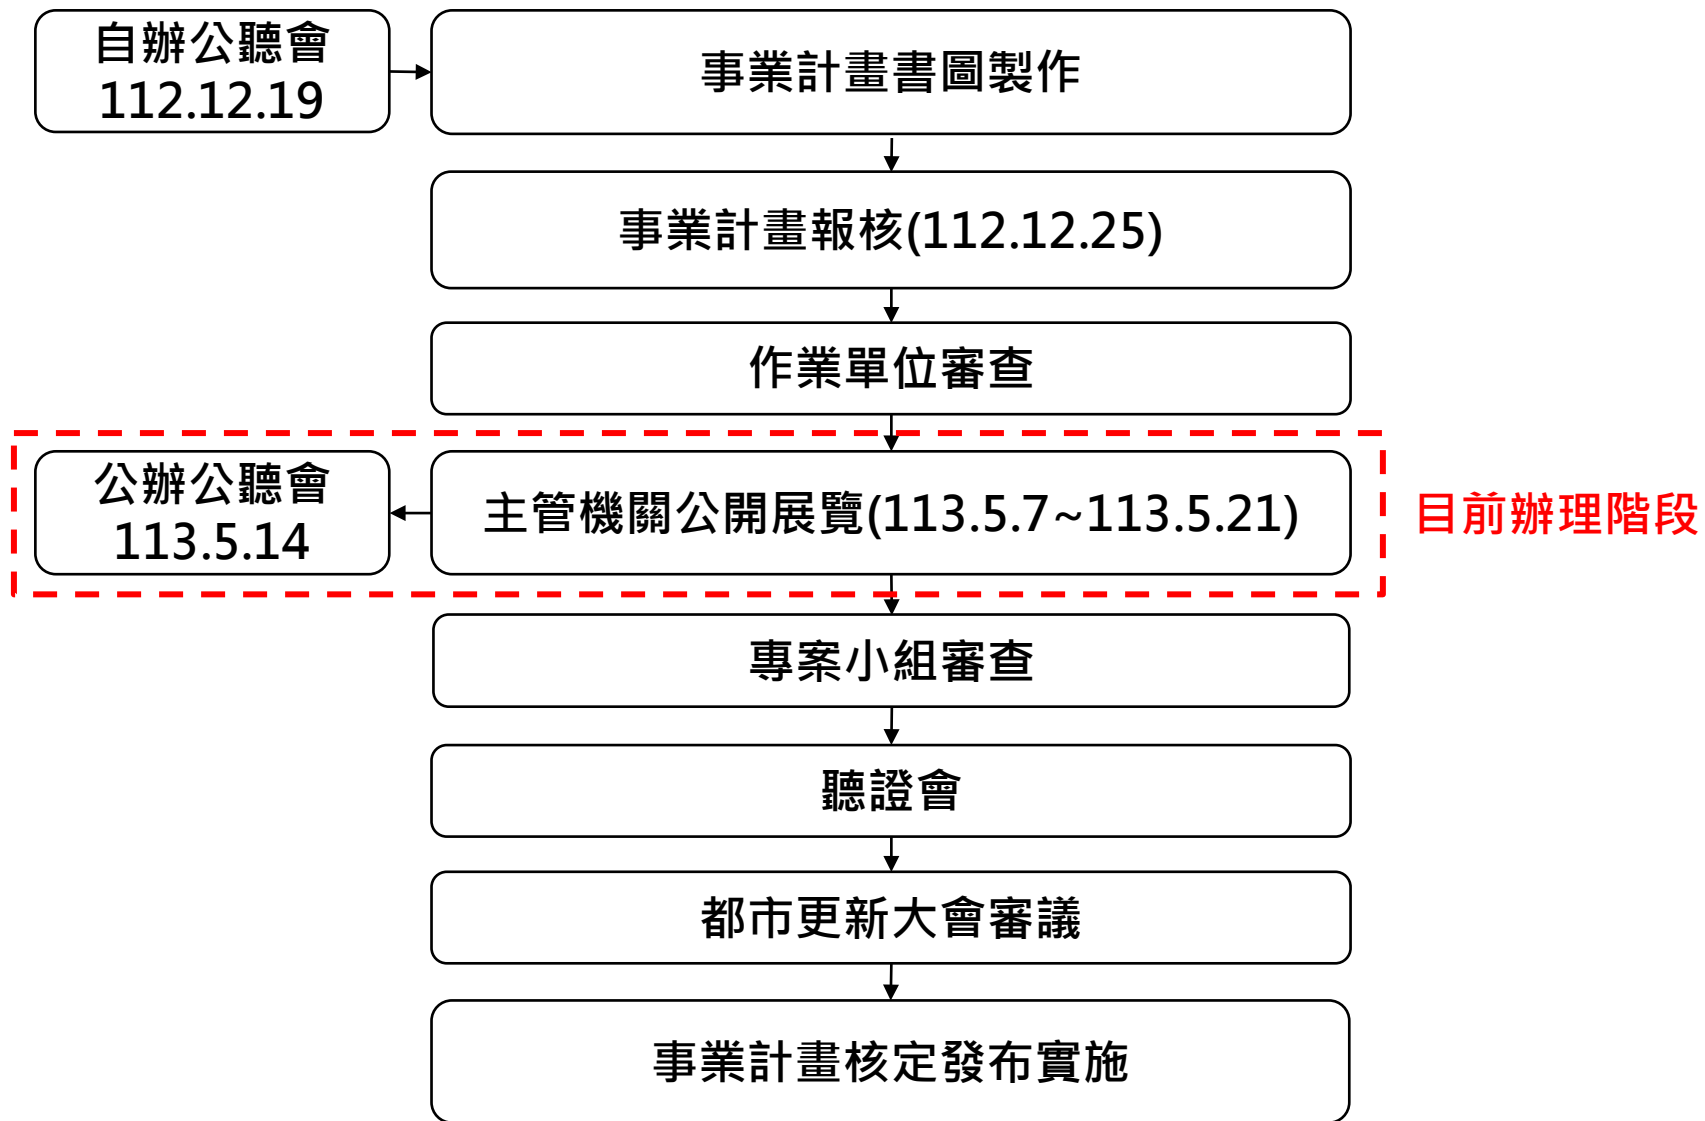 自辦公聽會
112.12.19
事業計畫書圖製作
事業計畫報核(112.12.25)
作業單位審查
公辦公聽會
113.5.14
主管機關公開展覽(113.5.7~113.5.21)
目前辦理階段
專案小組審查
聽證會
都市更新大會審議
事業計畫核定發布實施